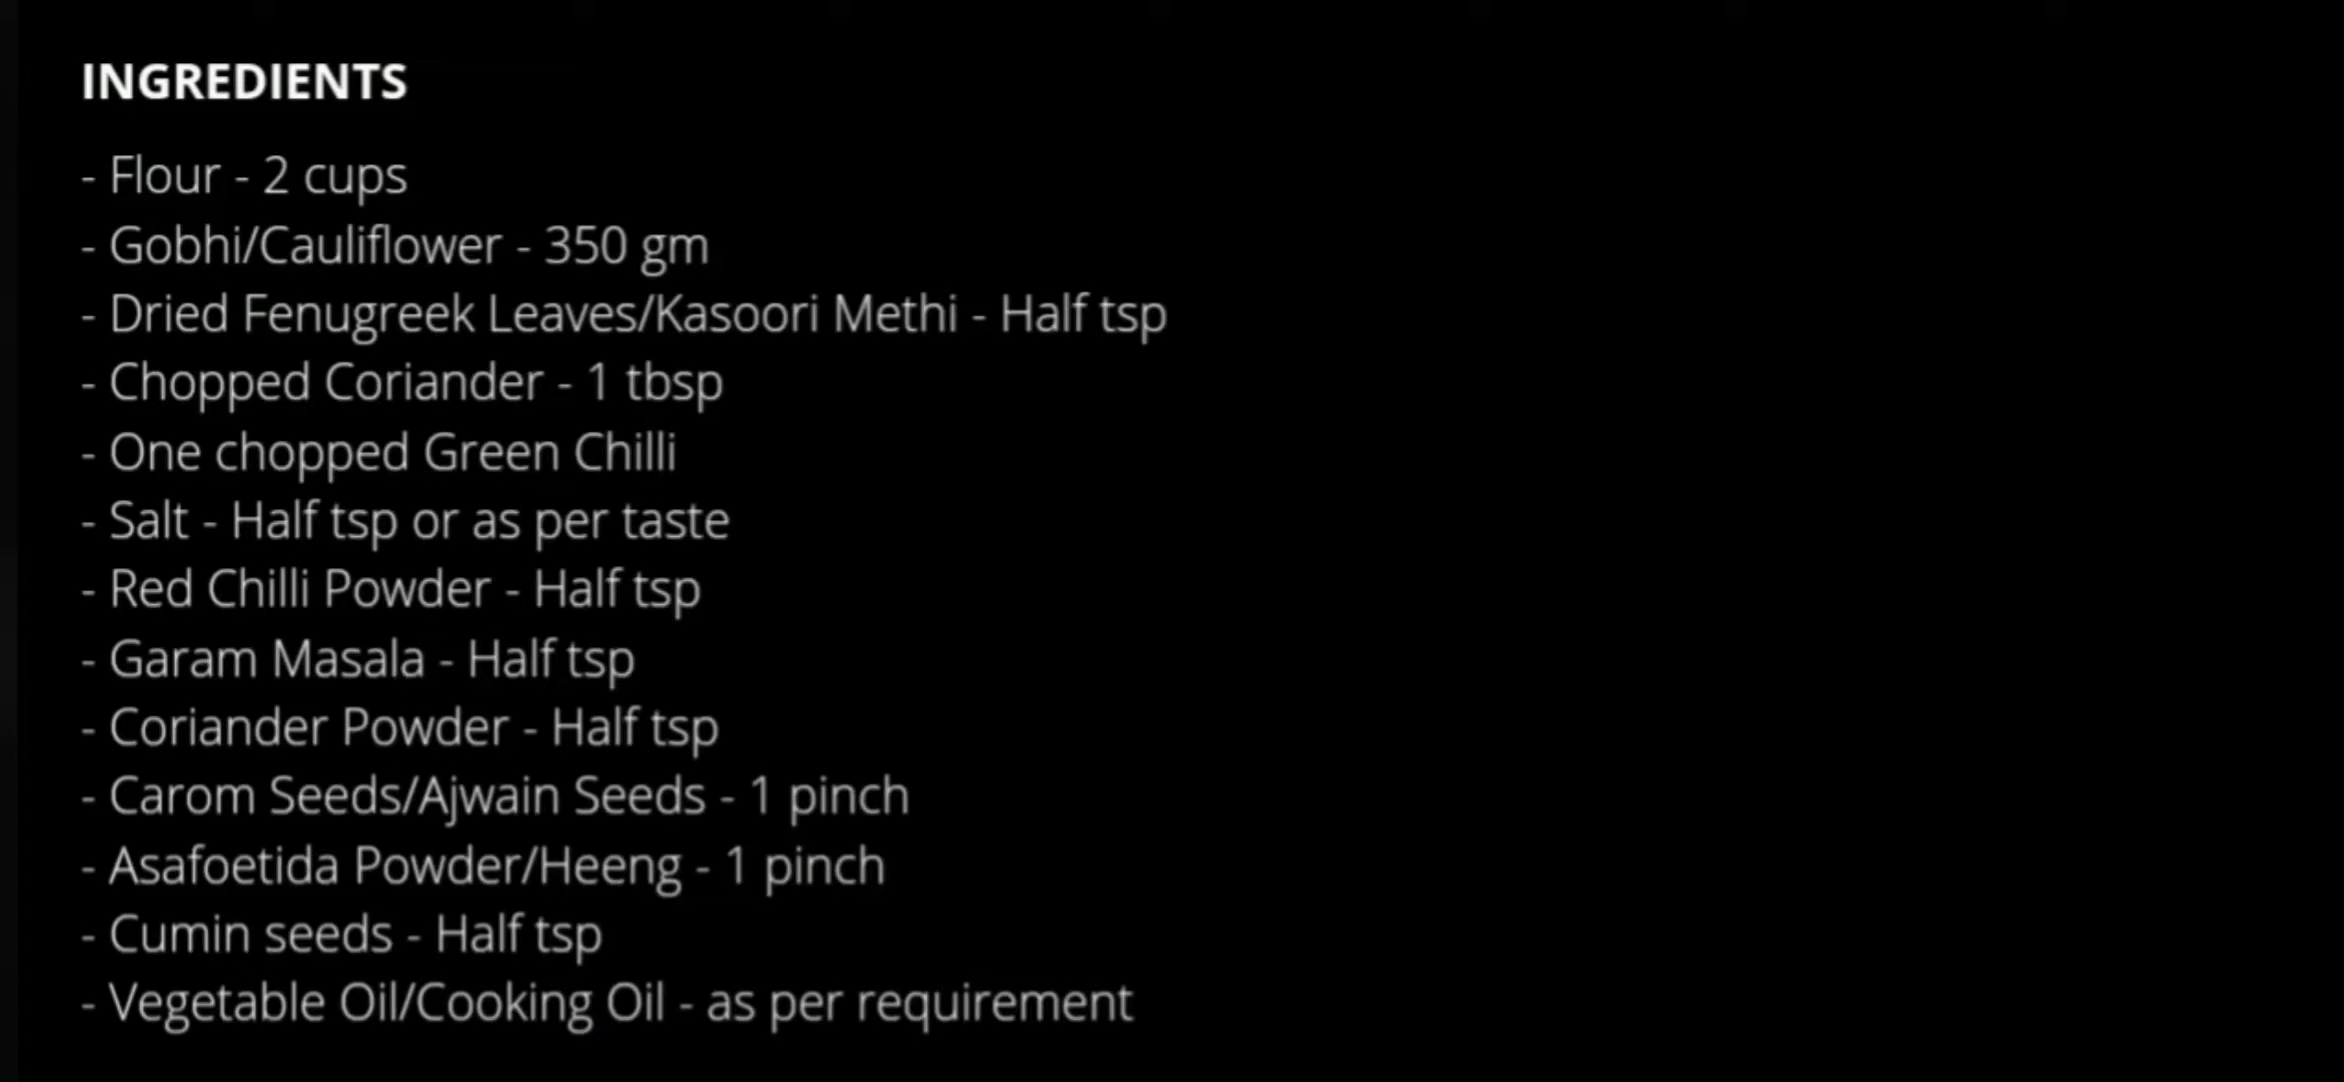 INGREDIENTS
- Flour - 2 cups
- Gobhi/Cauliflower - 350 gm
- Dried Fenugreek Leaves/Kasoori Methi - Half tsp
- Chopped Coriander - 1 tbsp
- One chopped Green Chilli
- Salt - Half tsp or as per taste
- Red Chilli Powder - Half tsp
- Garam Masala - Half tsp
- Coriander Powder - Half tsp
- Carom Seeds/Ajwain Seeds - 1 pinch
- Asafoetida Powder/Heeng - 1 pinch
- Cumin seeds - Half tsp
- Vegetable Oil/Cooking Oil - as per requirement